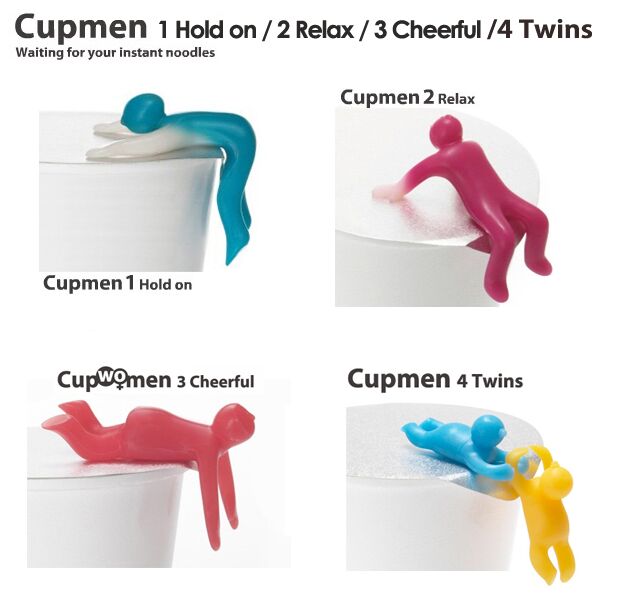 Cupmen 1 Hold on / 2 Relax / 3 Cheerful /4 Twins
Waiting for your instant noodles
Cupmen 2 Relax
Cupmen 1 Hold on
Cupwomen 3 Cheerful
Cupmen 4 Twins